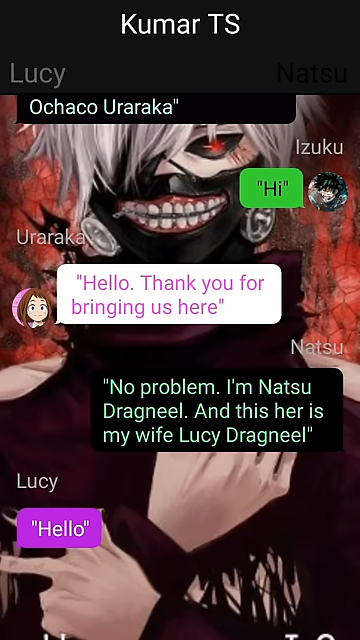 Kumar TS
Lucy
Natsu
Ochaco Uraraka"
Izuku
"Hi"
Uraraka
"Hello. Thank you for
bringing us here"
Natsu
"No problem. I'm Natsu
Dragneel. And this her is
my wife Lucy Dragneel"
Lucy
"Hello"